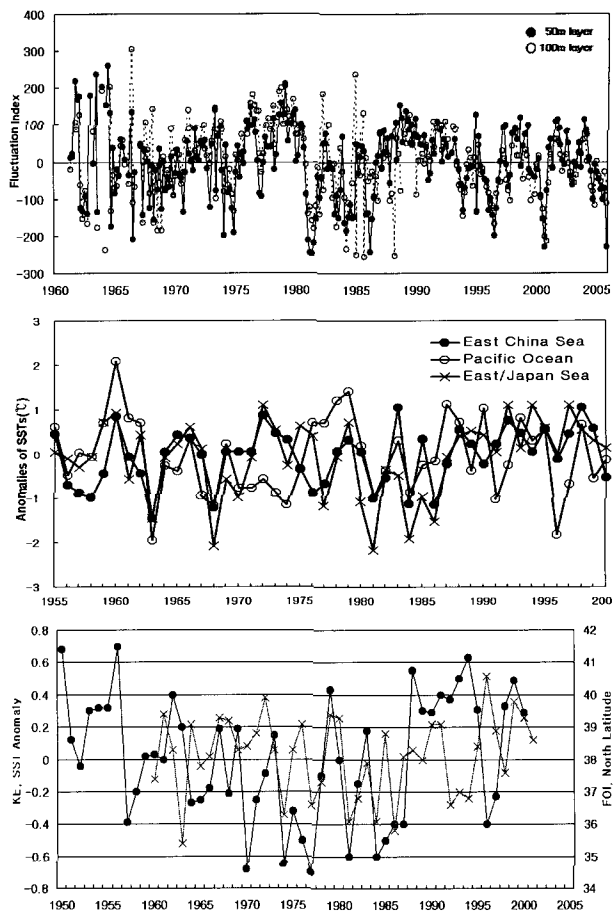 400
300
200
100
0
-100
-200
-300
Fluctuation Index
50m layer
100m layer
1960 1965 1970 1975 1980 1985 1990 1995 2000 2005
3
2
1
0
-1
-2
-3
Anomalies of SSTs(℃)
East China Sea
Pacific Ocean
East/Japan Sea
1955 1960 1965 1970 1975 1980 1985 1990 1995 200
0.8
0.6
0.4
0.2
0
-0.2
-0.4
-0.6
-0.8
KE, SST Anomaly
42
41
40
39
38
37
36
35
34
FOI, North Latitude
1950 1955 1960 1965 1970 1975 1980 1985 1990 1995 2000 2005